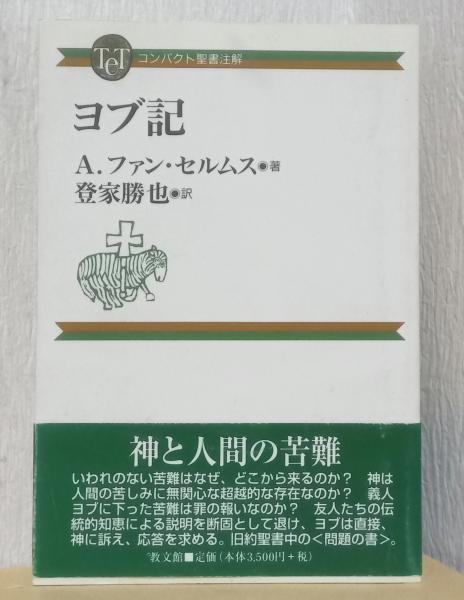 TeT コンパクト聖書注解
ヨブ記
A.ファン・セルムス◉著
登家勝也◉訳
神と人間の苦難
いわれのない苦難はなぜ、どこから来るのか？　神は
人間の苦しみに無関心な超越的な存在なのか？　義人
ヨブに下った苦難は罪の報いなのか？　友人たちの伝
統的知恵による説明を断固として退け、ヨブは直接、
神に訴え、応答を求める。旧約聖書中の〈問題の書〉。
教文館■定価（本体3,500円＋税）